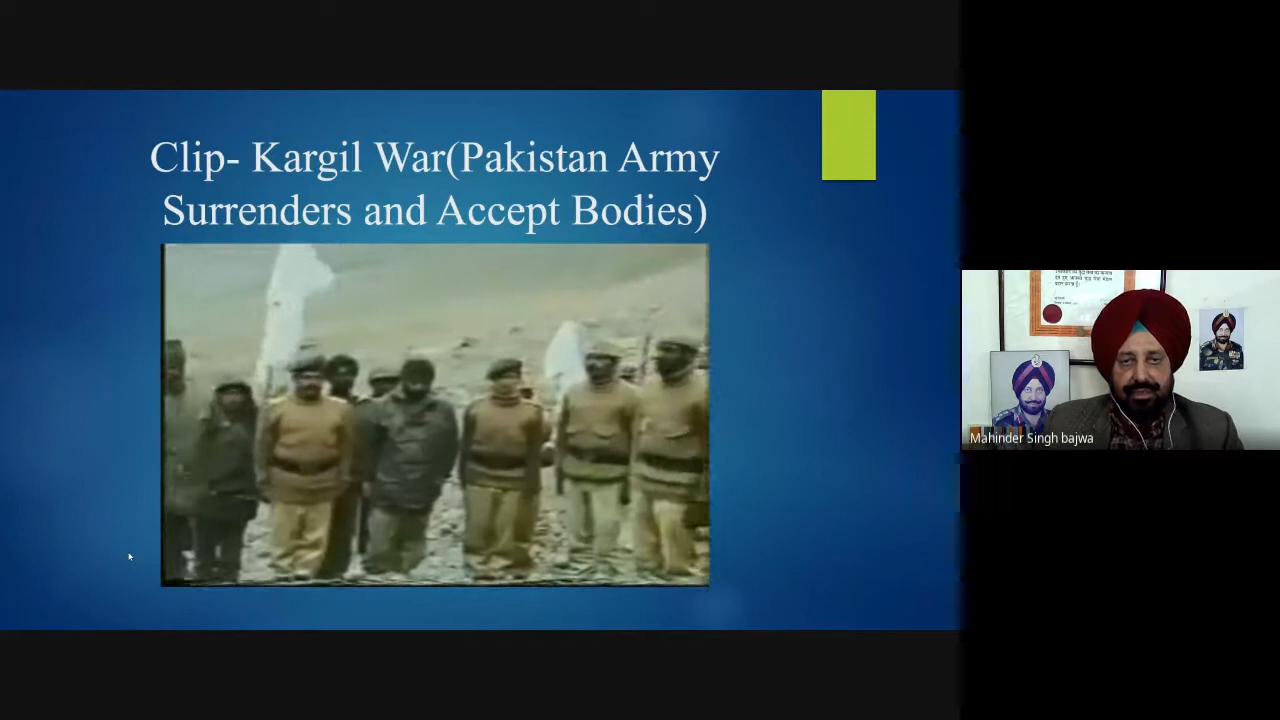 Clip- Kargil War(Pakistan Army
Surrenders and Accept Bodies)
Mahinder Singh bajwa